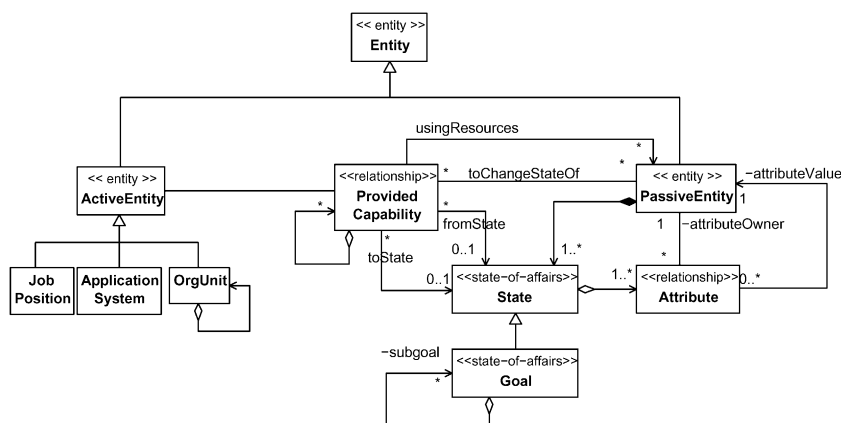 << entity >>
Entity
usingResources
*
<< entity >>
ActiveEntity
<<relationship>>
Provided
Capability
*
*
toChangeStateOf
*
<< entity >>
PassiveEntity
−attributeValue
1
*
fromState
*
toState
0..1
0..1
1..*
1
−attributeOwner
*
Job
Position
Application
System
OrgUnit
<<state−of−affairs>>
State
1..*
<<relationship>>
Attribute
0..*
−subgoal
*
<<state−of−affairs>>
Goal